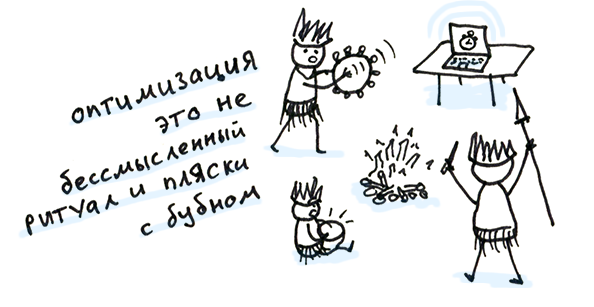 оптимизация
это не
бессмысленный
ритуал и пляски
с бубном